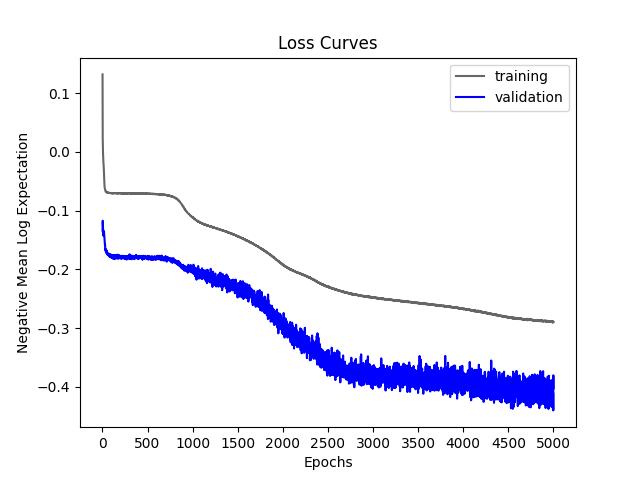 Loss Curves
training
validation
Negative Mean Log Expectation
0.1
0.0
−0.1
−0.2
−0.3
−0.4
0 500 1000 1500 2000 2500 3000 3500 4000 4500 5000
Epochs